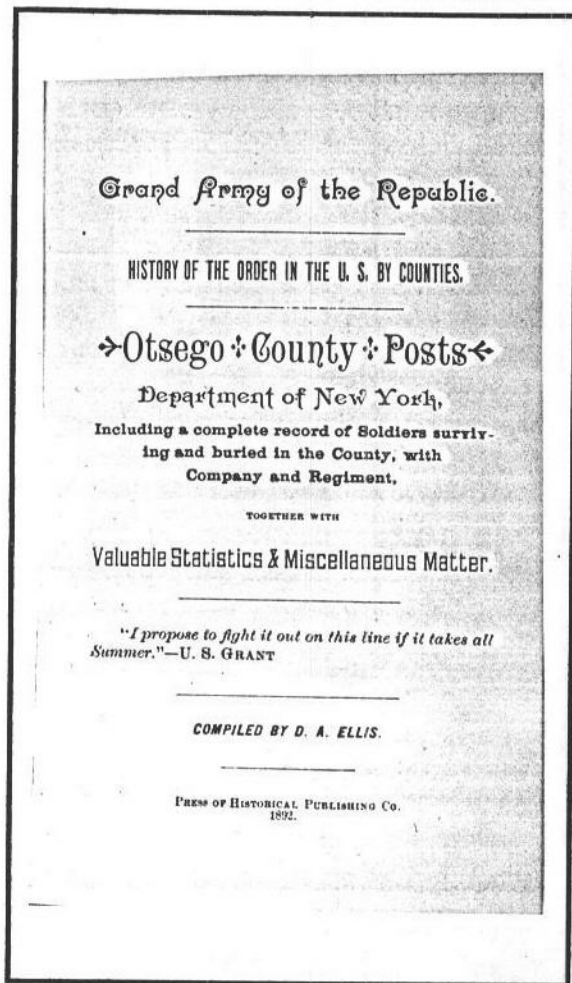 Grand Army of the Republic.
HISTORY OF THE ORDER IN THE U. S. BY COUNTIES.
Otsego County Posts
Department of New York,
Including a complete record of Soldiers surviv-
ing and buried in the County, with
Company and Regiment,
TOGETHER WITH
Valuable Statistics & Miscellaneous Matter.
"I propose to fight it out on this line if it takes all
Summer."—U. S. GRANT
COMPILED BY D. A. ELLIS.
PRESS OF HISTORICAL PUBLISHING CO.
1892.